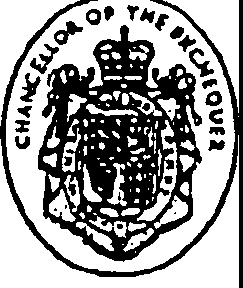 CHANCELLOR OF THE EXCHEQUER